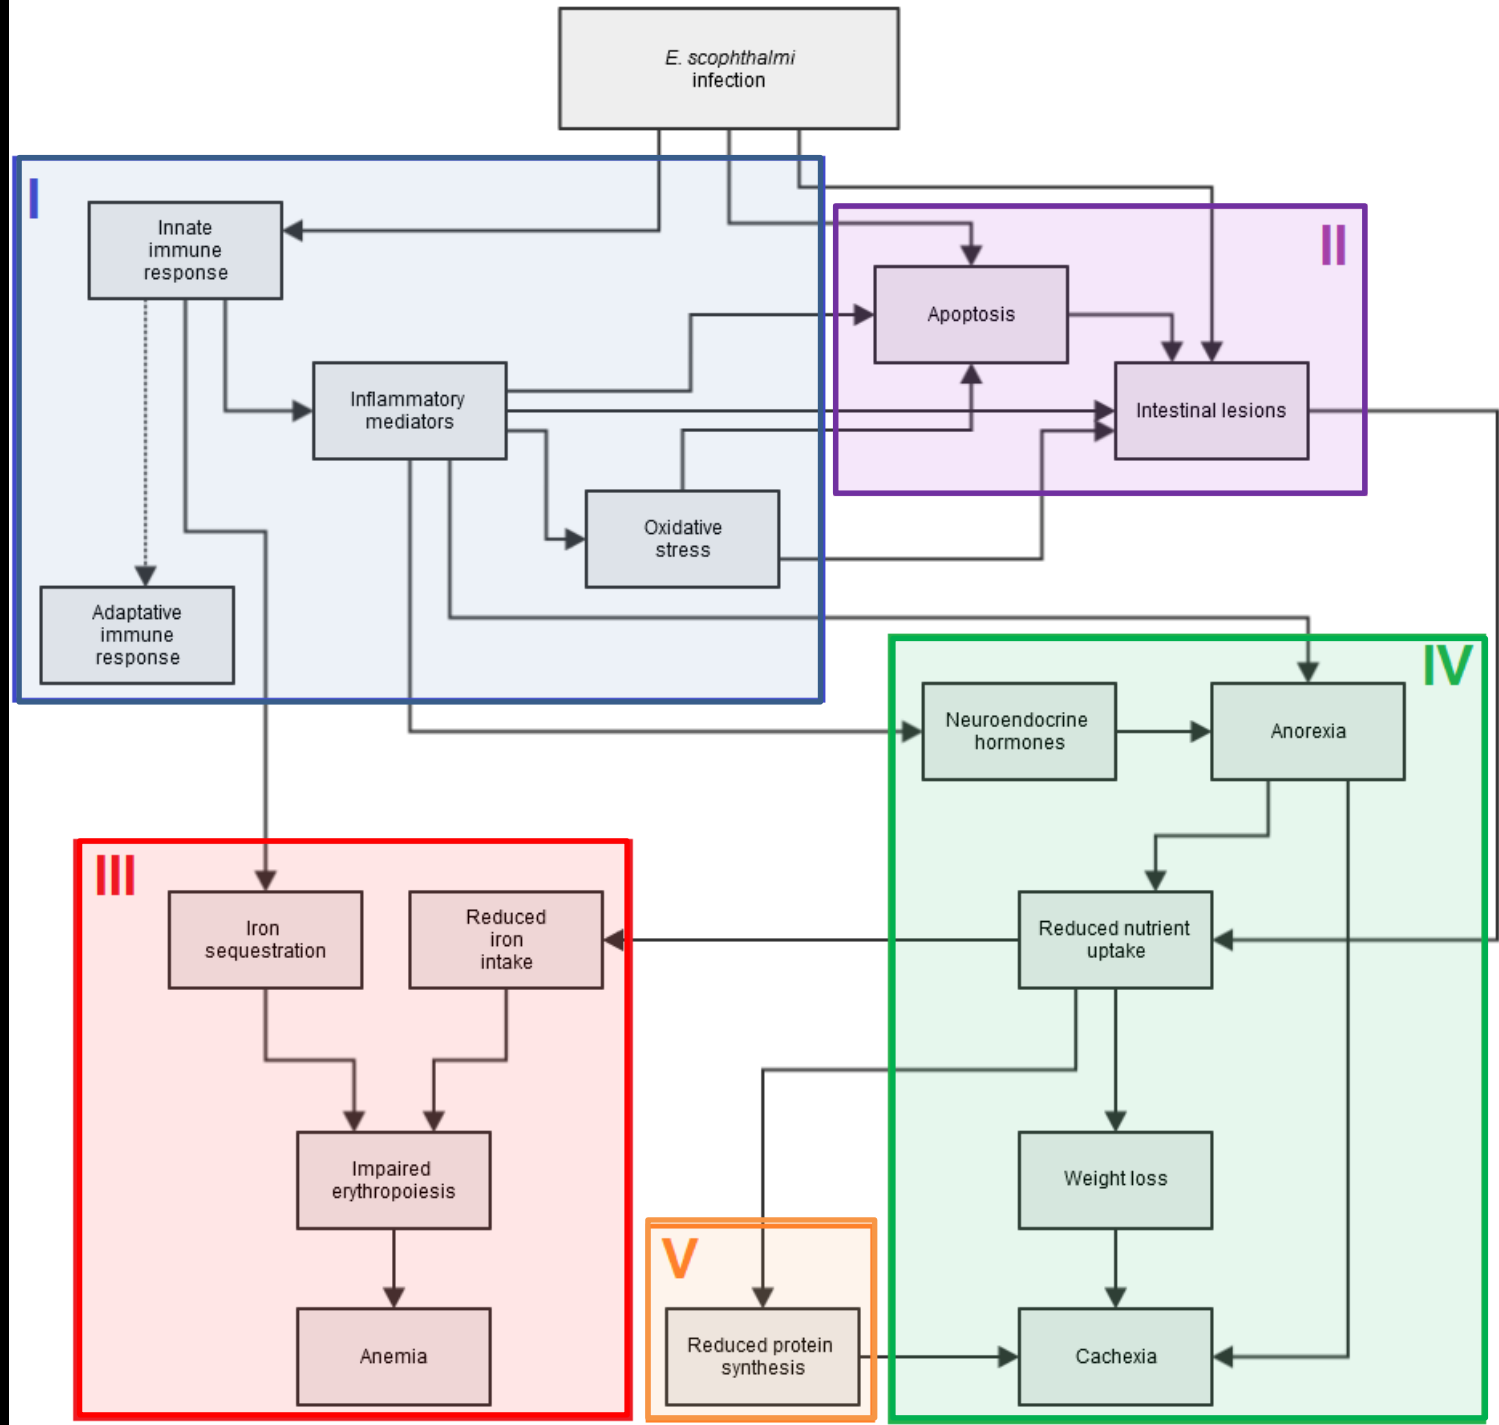 E. scophthalmi
infection
I
Innate
immune
response
II
Apoptosis
Inflammatory
mediators
Intestinal lesions
Oxidative
stress
Adaptative
immune
response
IV
Neuroendocrine
hormones
Anorexia
III
Iron
sequestration
Reduced
iron
intake
Reduced nutrient
uptake
Impaired
erythropoiesis
Weight loss
V
Anemia
Reduced protein
synthesis
Cachexia